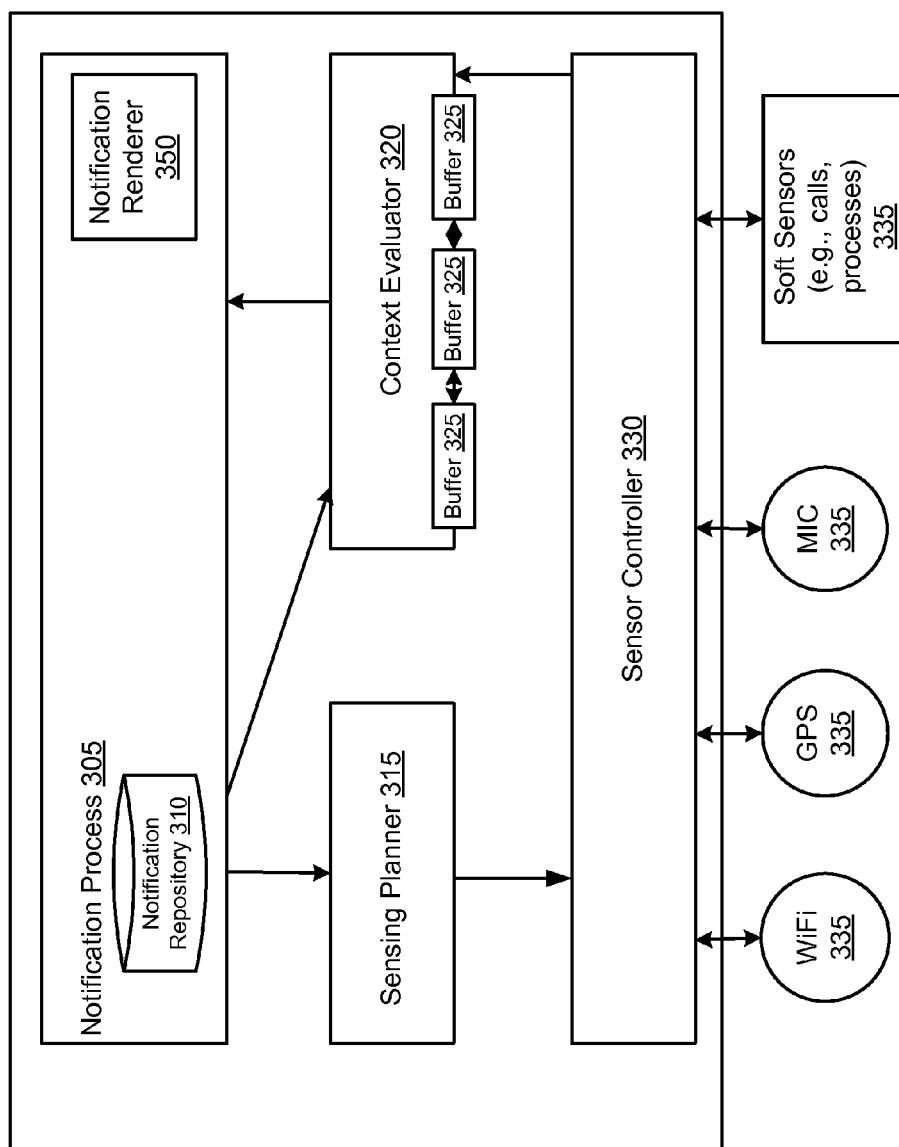 Notification Process 305
Notification
Repository 310
Notification
Renderer
350
Sensing Planner 315
Context Evaluator 320
Buffer 325
Buffer 325
Buffer 325
Sensor Controller 330
WiFi
335
GPS
335
MIC
335
Soft Sensors
(e.g., calls,
processes)
335